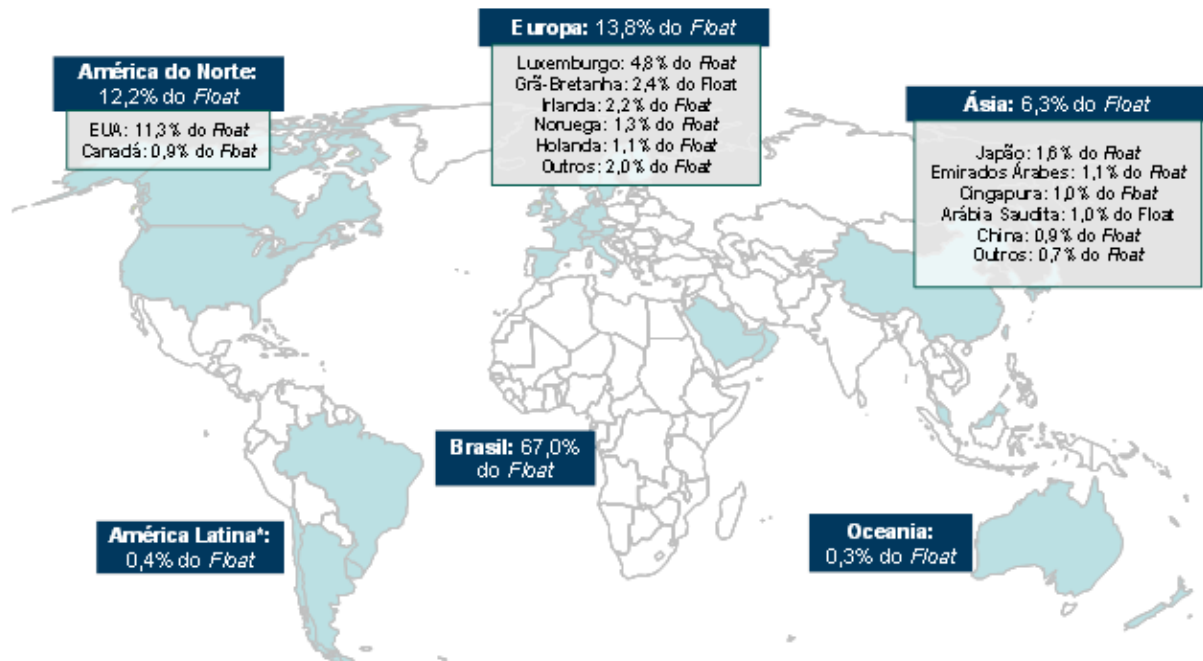 Europa: 13,8% do Float
Luxemburgo: 4,8% do Float
Grã-Bretanha: 2,4% do Float
Irlanda: 2,2% do Float
Noruega: 1,3% do Float
Holanda: 1,1% do Float
Outros: 2,0% do Float
América do Norte:
12,2% do Float
EUA: 11,3% do Float
Canadá: 0,9% do Float
Ásia: 6,3% do Float
Japão: 1,6% do Float
Emirados Árabes: 1,1% do Float
Cingapura: 1,0% do Float
Arábia Saudita: 1,0% do Float
China: 0,9% do Float
Outros: 0,7% do Float
Brasil: 67,0%
do Float
América Latina*:
0,4% do Float
Oceania:
0,3% do Float